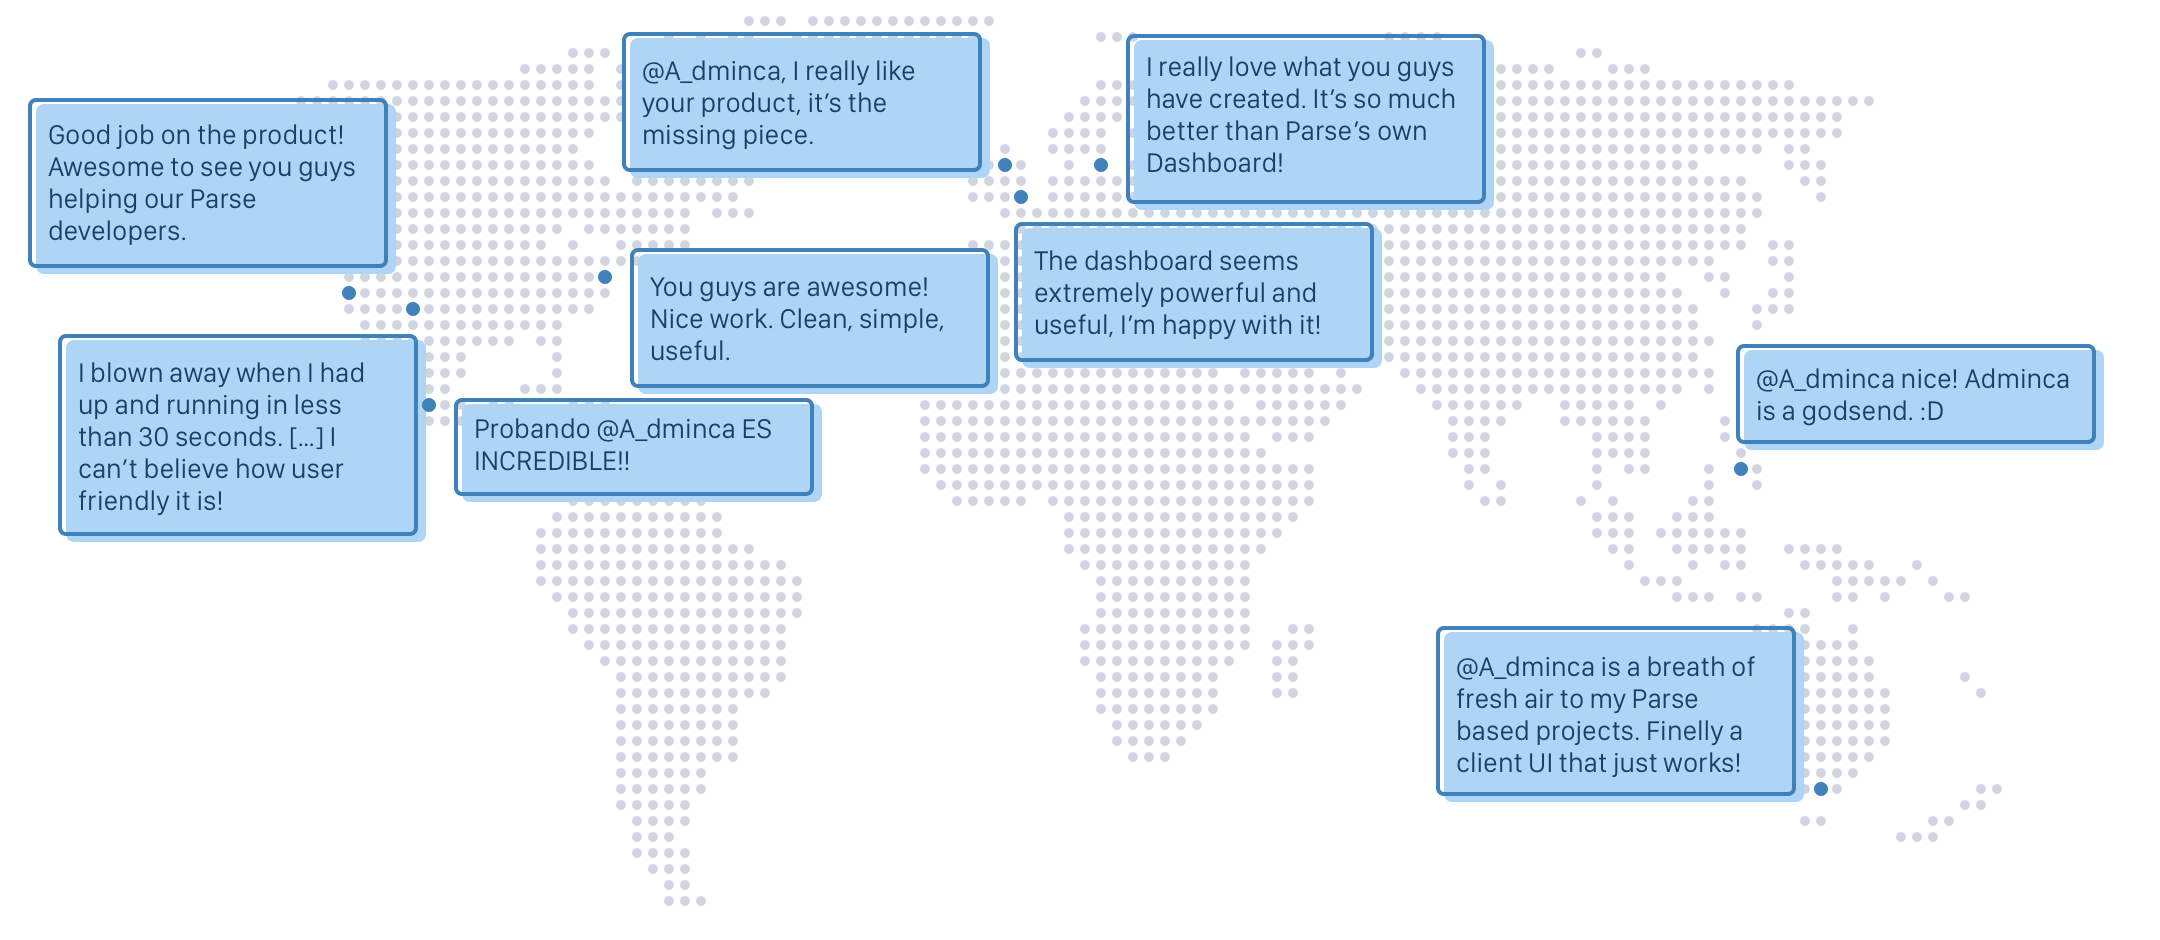 @A_dminca, I really like
your product, it's the
missing piece.
I really love what you guys
have created. It's so much
better than Parse's own
Dashboard!
Good job on the product!
Awesome to see you guys
helping our Parse
developers.
You guys are awesome!
Nice work. Clean, simple,
useful.
The dashboard seems
extremely powerful and
useful, I'm happy with it!
I blown away when I had
up and running in less
than 30 seconds. [...] I
can't believe how user
friendly it is!
Probando @A_dminca ES
INCREDIBLE!!
@A_dminca nice! Adminca
is a godsend. :D
@A_dminca is a breath of
fresh air to my Parse
based projects. Finelly a
client UI that just works!